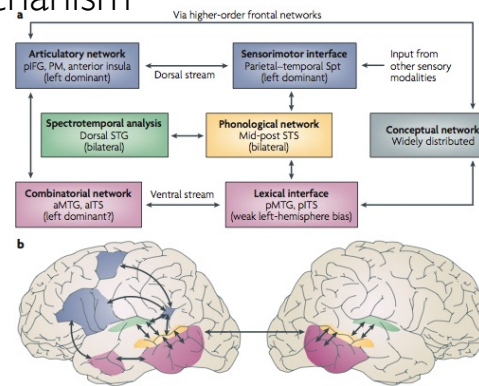 a
Via higher-order frontal networks
Articulatory network
pIFG, PM, anterior insula
(left dominant)
Dorsal stream
Sensorimotor interface
Parietal–temporal Spt
(left dominant)
Input from
other sensory
modalities
Spectrotemporal analysis
Dorsal STG
(bilateral)
Phonological network
Mid-post STS
(bilateral)
Conceptual network
Widely distributed
Combinatorial network
aMTG, aITS
(left dominant?)
Ventral stream
Lexical interface
pMTG, pITS
(weak left-hemisphere bias)
b